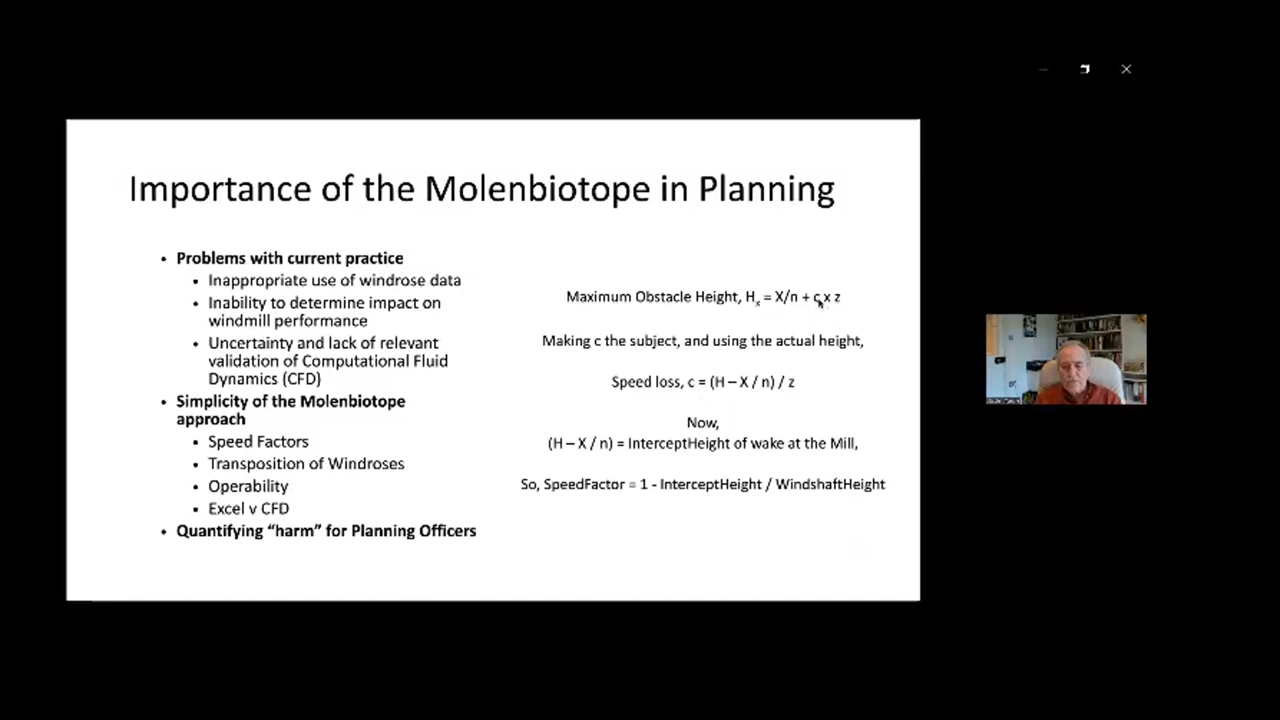 Importance of the Molenbiotope in Planning
• Problems with current practice
• Inappropriate use of windrose data
• Inability to determine impact on
windmill performance
• Uncertainty and lack of relevant
validation of Computational Fluid
Dynamics (CFD)
• Simplicity of the Molenbiotope
approach
• Speed Factors
• Transposition of Windroses
• Operability
• Excel v CFD
• Quantifying “harm” for Planning Officers
Maximum Obstacle Height, Hₓ = X/n + c x z
Making c the subject, and using the actual height,
Speed loss, c = (H – X / n) / z
Now,
(H – X / n) = InterceptHeight of wake at the Mill,
So, SpeedFactor = 1 - InterceptHeight / WindshaftHeight